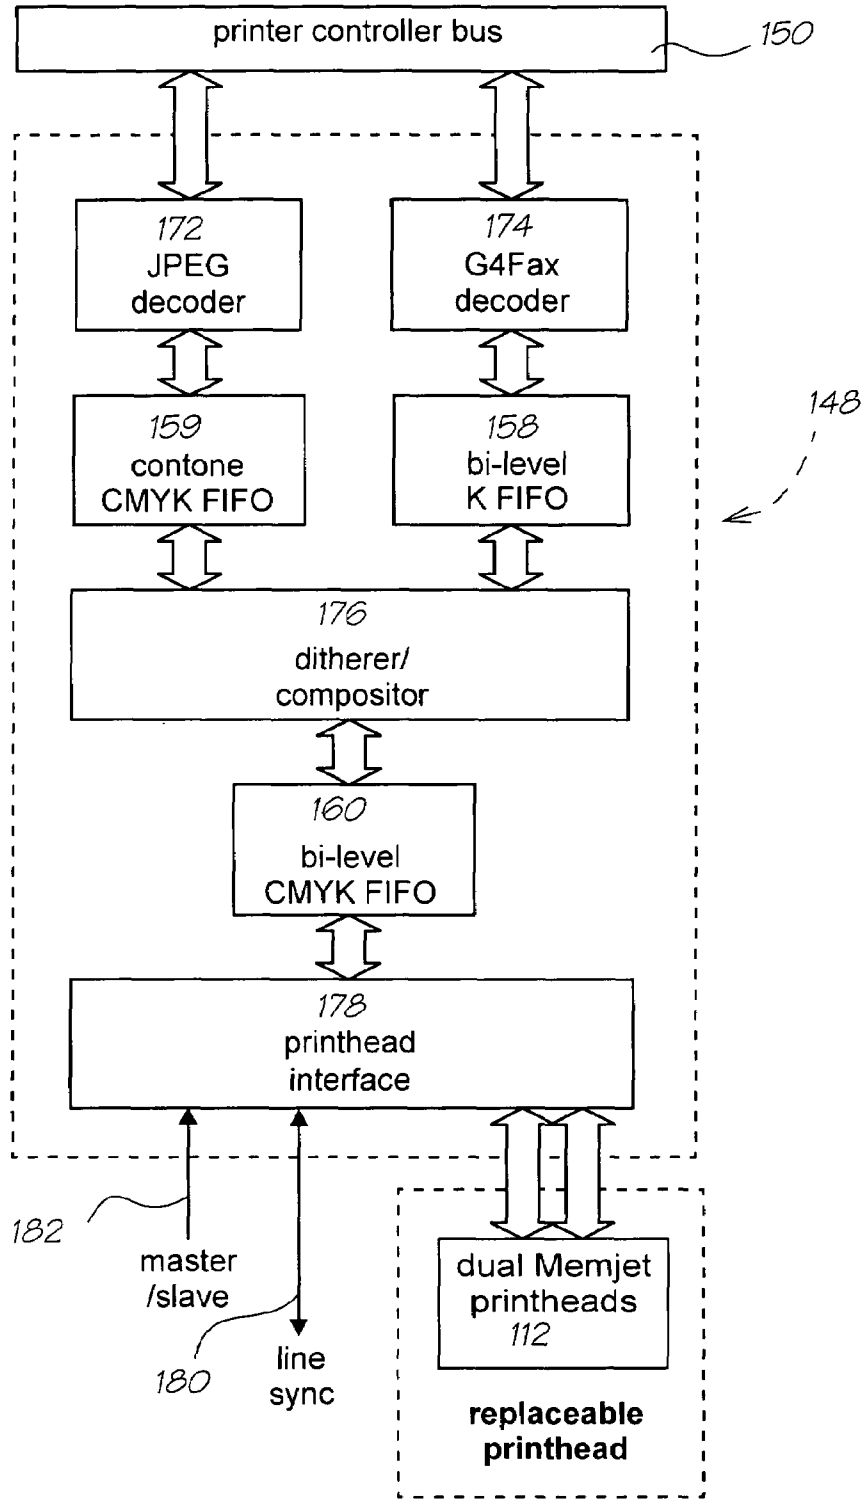 printer controller bus
150
172
JPEG
decoder
174
G4Fax
decoder
148
159
contone
CMYK FIFO
158
bi-level
K FIFO
176
ditherer/
compositor
160
bi-level
CMYK FIFO
178
printhead
interface
182
master
/slave
180
line
sync
dual Memjet
printheads
112
replaceable
printhead